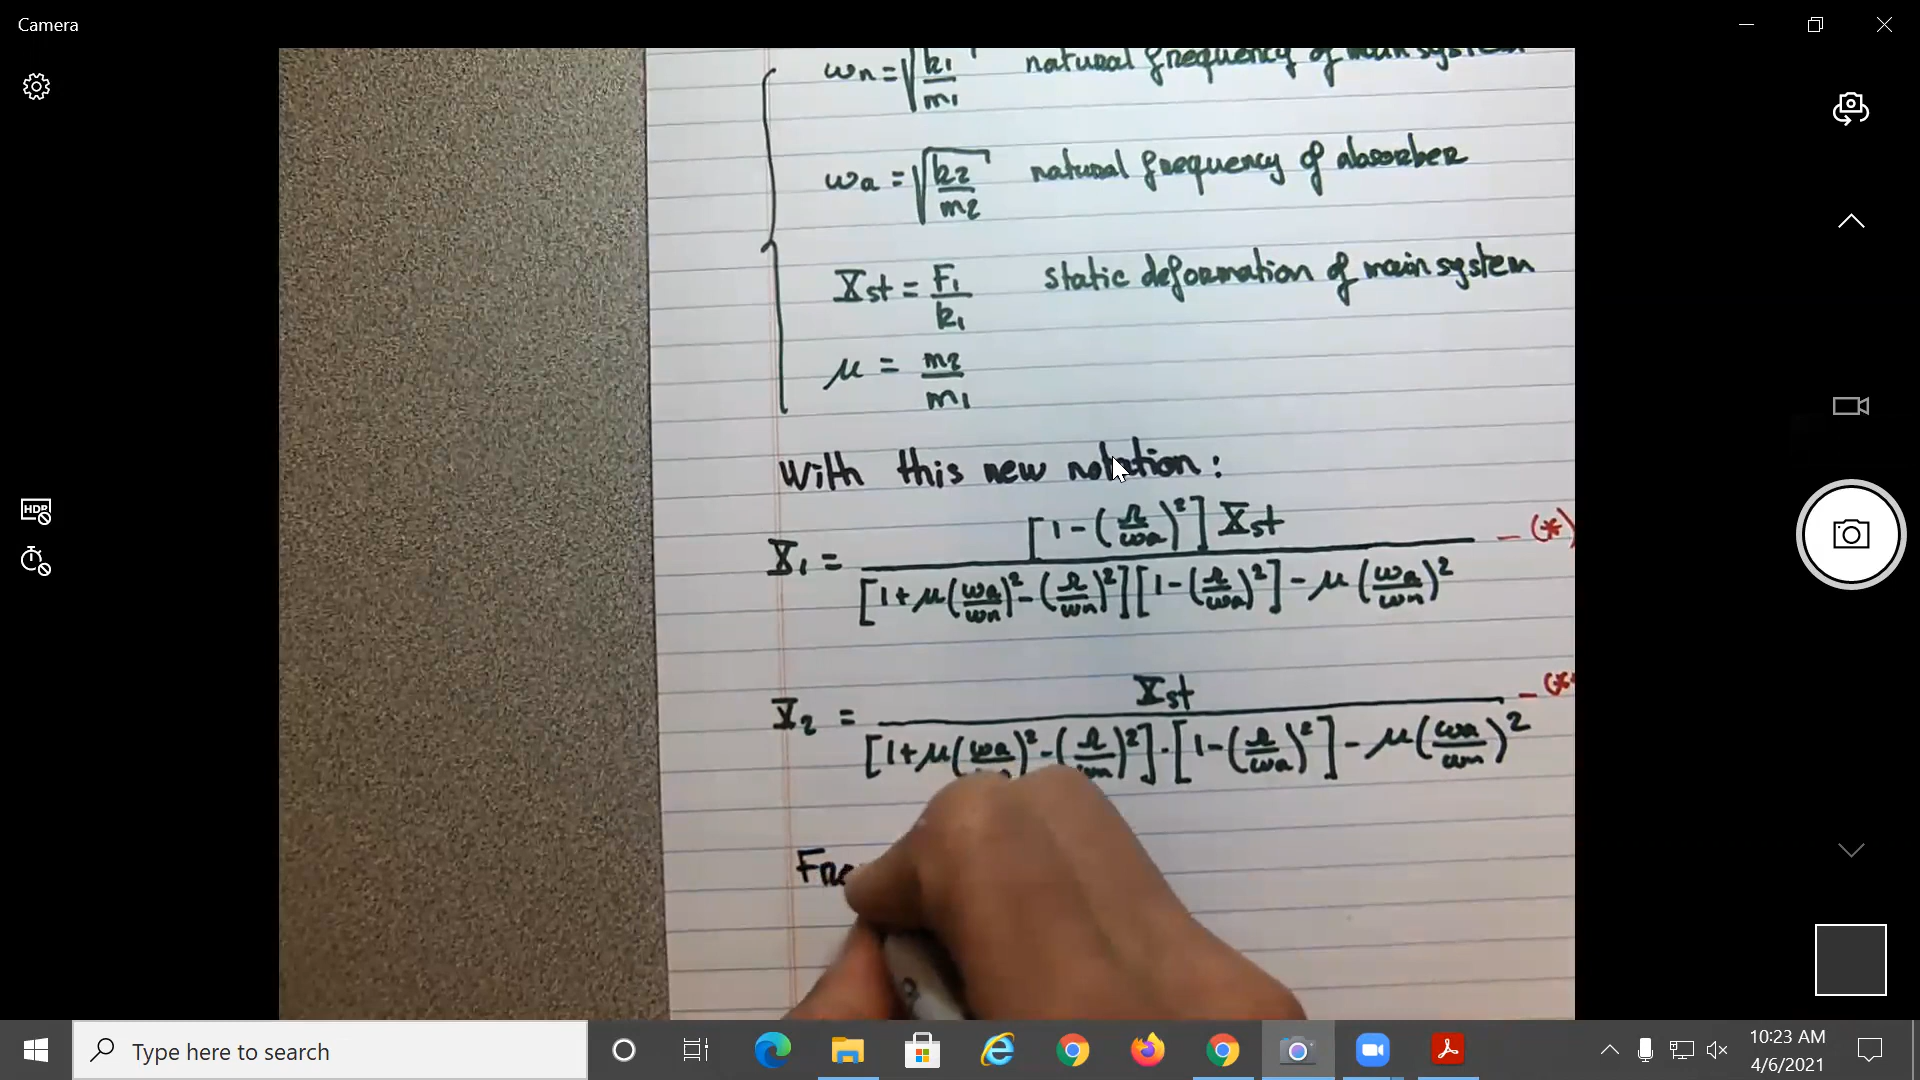 Camera
ωn = √(k1/m1) natural frequency of main system
ωa = √(k2/m2) natural frequency of absorber
Xst = F1/k1 static deformation of main system
μ = m2/m1
With this new notation:
X1 = [1-(Ω/ωa)²] Xst / [1+μ(ωa/ωn)²-(Ω/ωn)²][1-(Ω/ωa)²]-μ(ωa/ωn)² - (*)
X2 = Xst / [1+μ(ωa/ωn)²-(Ω/ωn)²]·[1-(Ω/ωa)²]-μ(ωa/ωn)² - (**
HDR
Type here to search
10:23 AM
4/6/2021